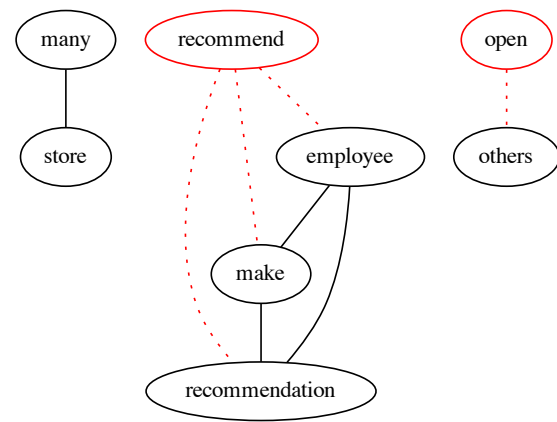 many
recommend
open
store
employee
others
make
recommendation